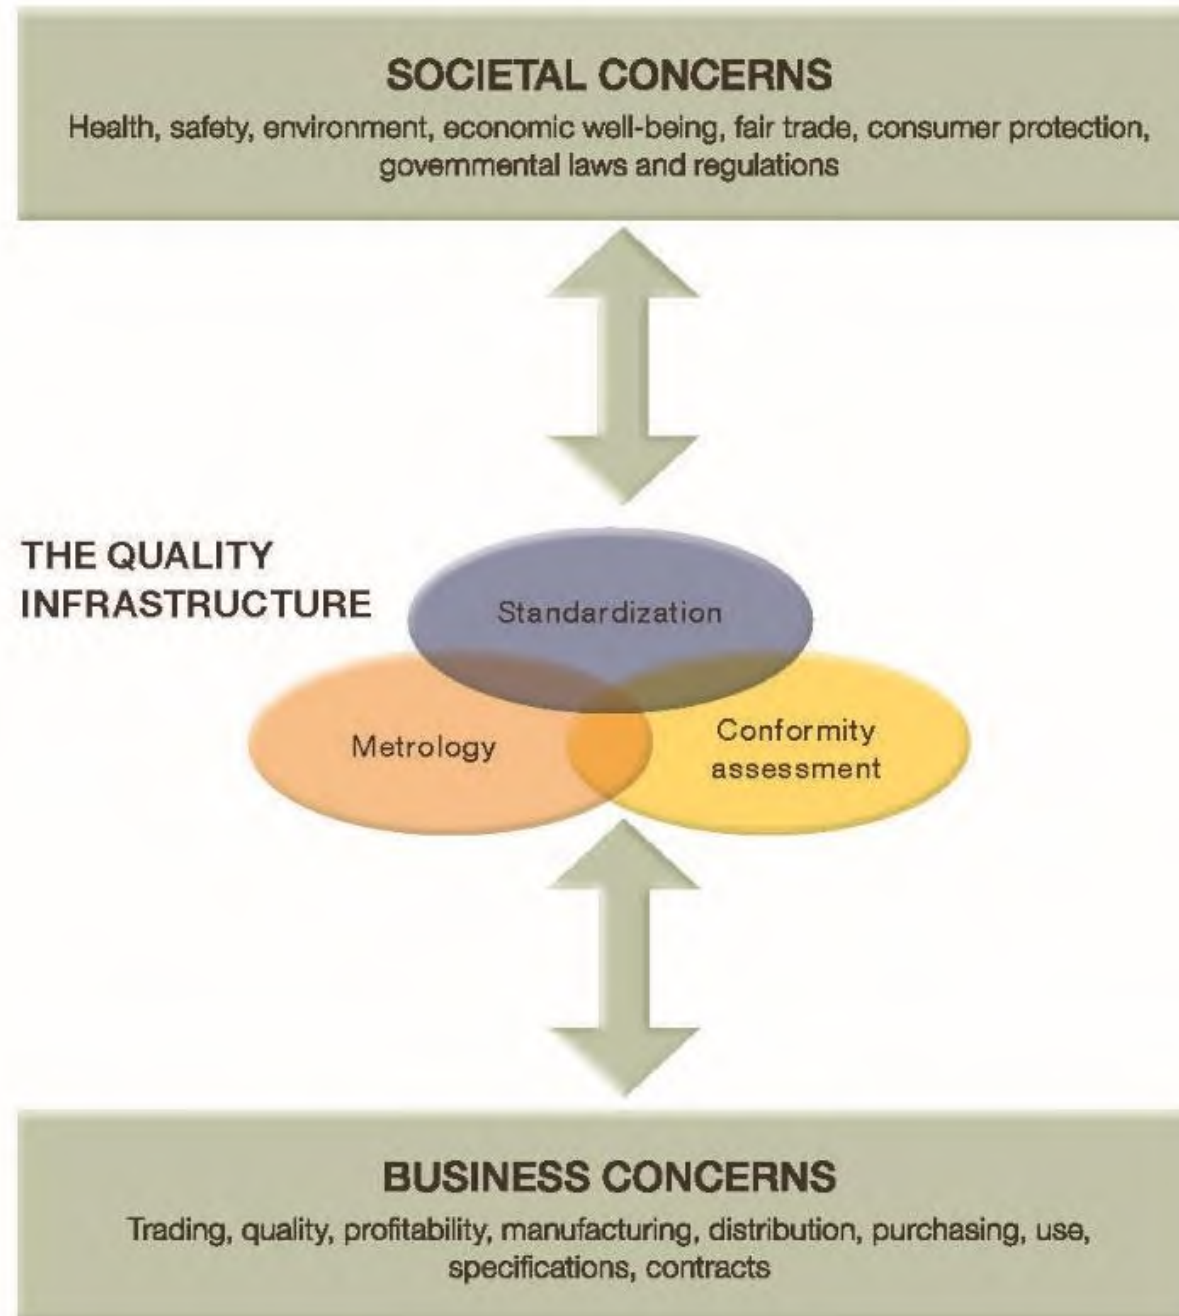 SOCIETAL CONCERNS
Health, safety, environment, economic well-being, fair trade, consumer protection,
governmental laws and regulations
THE QUALITY
INFRASTRUCTURE
Standardization
Metrology
Conformity
assessment
BUSINESS CONCERNS
Trading, quality, profitability, manufacturing, distribution, purchasing, use,
specifications, contracts